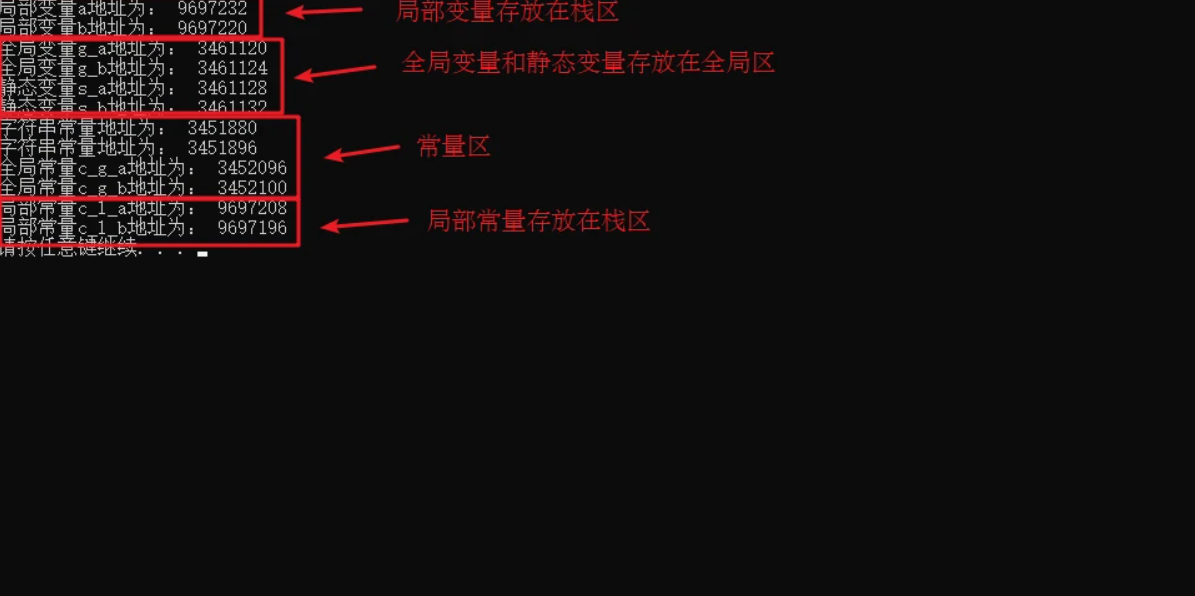 局部变量a地址为： 9697232
局部变量存放在栈区
局部变量b地址为： 9697220
全局变量g_a地址为： 3461120
全局变量g_b地址为： 3461124
全局变量和静态变量存放在全局区
静态变量s_a地址为： 3461128
静态变量s_b地址为： 3461132
字符串常量地址为： 3451880
字符串常量地址为： 3451896
常量区
全局常量c_g_a地址为： 3452096
全局常量c_g_b地址为： 3452100
局部常量c_l_a地址为： 9697208
局部常量存放在栈区
局部常量c_l_b地址为： 9697196
请按任意键继续. . .